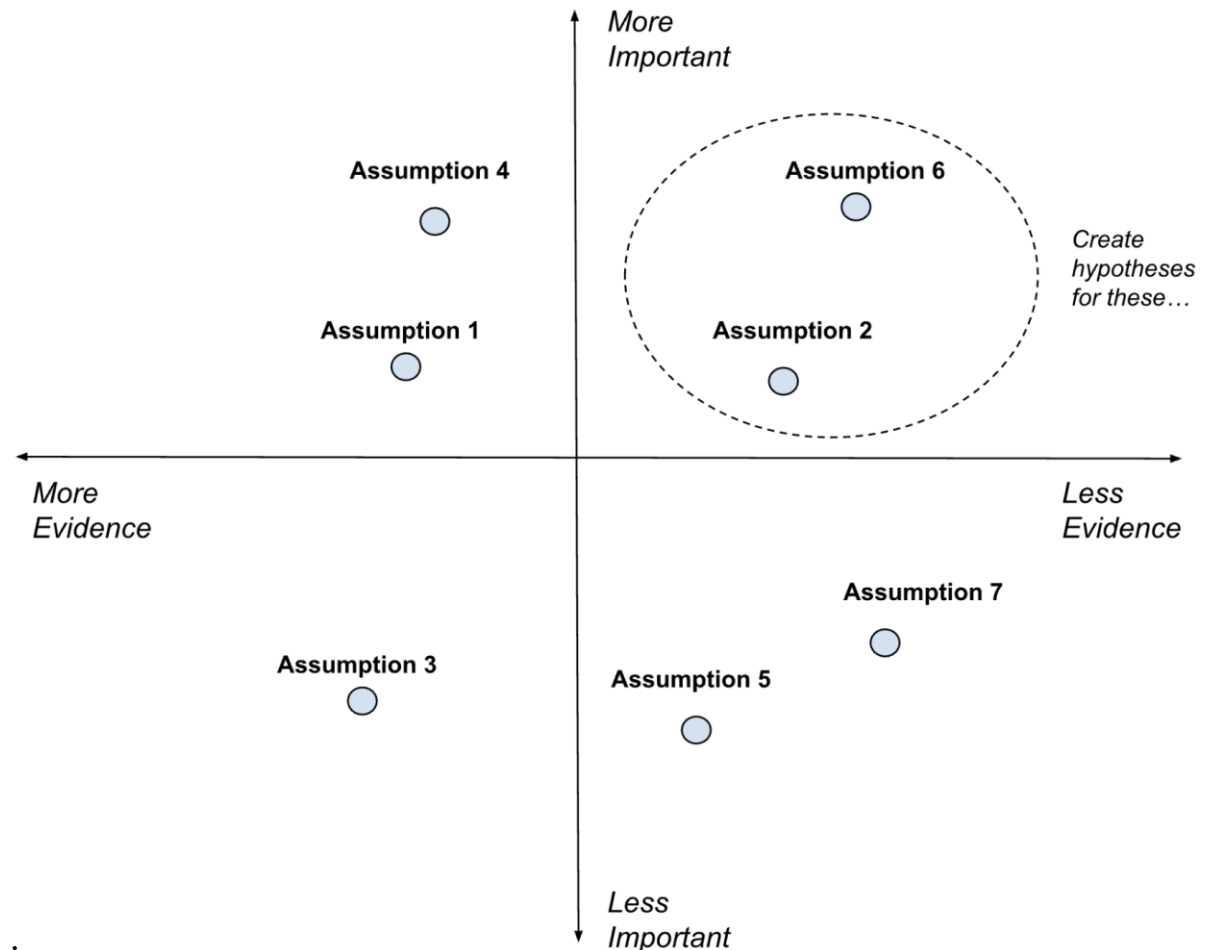 More
Important
Assumption 4
Assumption 6
Create
hypotheses
for these…
Assumption 1
Assumption 2
More
Evidence
Less
Evidence
Assumption 7
Assumption 3
Assumption 5
Less
Important
.